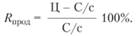 Rпрод = (Ц – С/с) / С/с 100%.